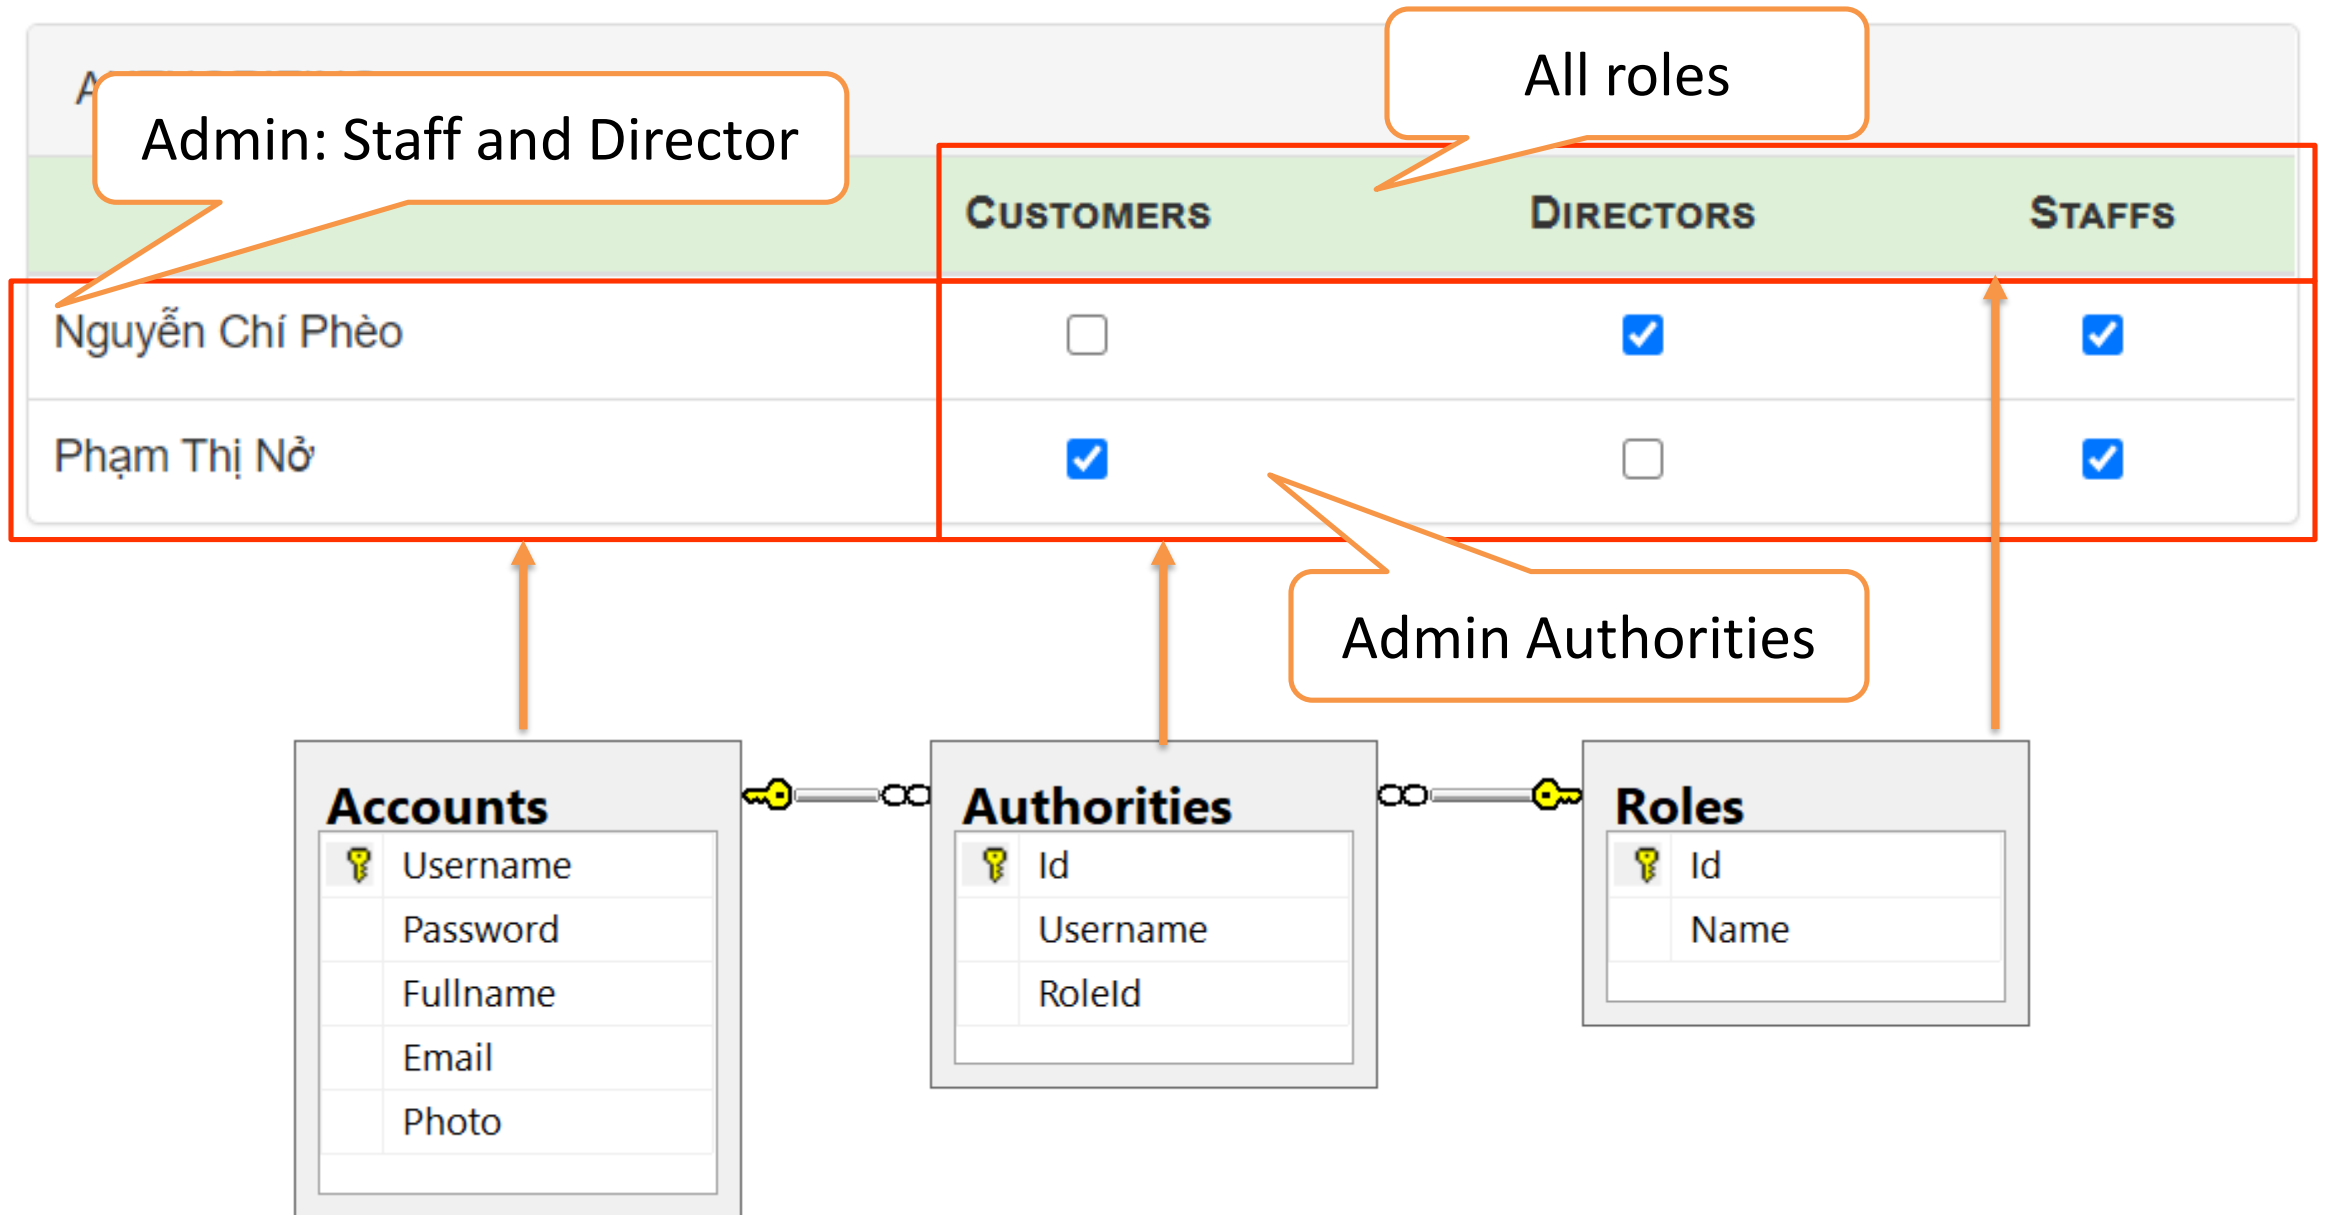 All roles
Admin: Staff and Director
CUSTOMERS DIRECTORS STAFFS
Nguyễn Chí Phèo
Phạm Thị Nở
Admin Authorities
Accounts
Username
Password
Fullname
Email
Photo
Authorities
Id
Username
RoleId
Roles
Id
Name